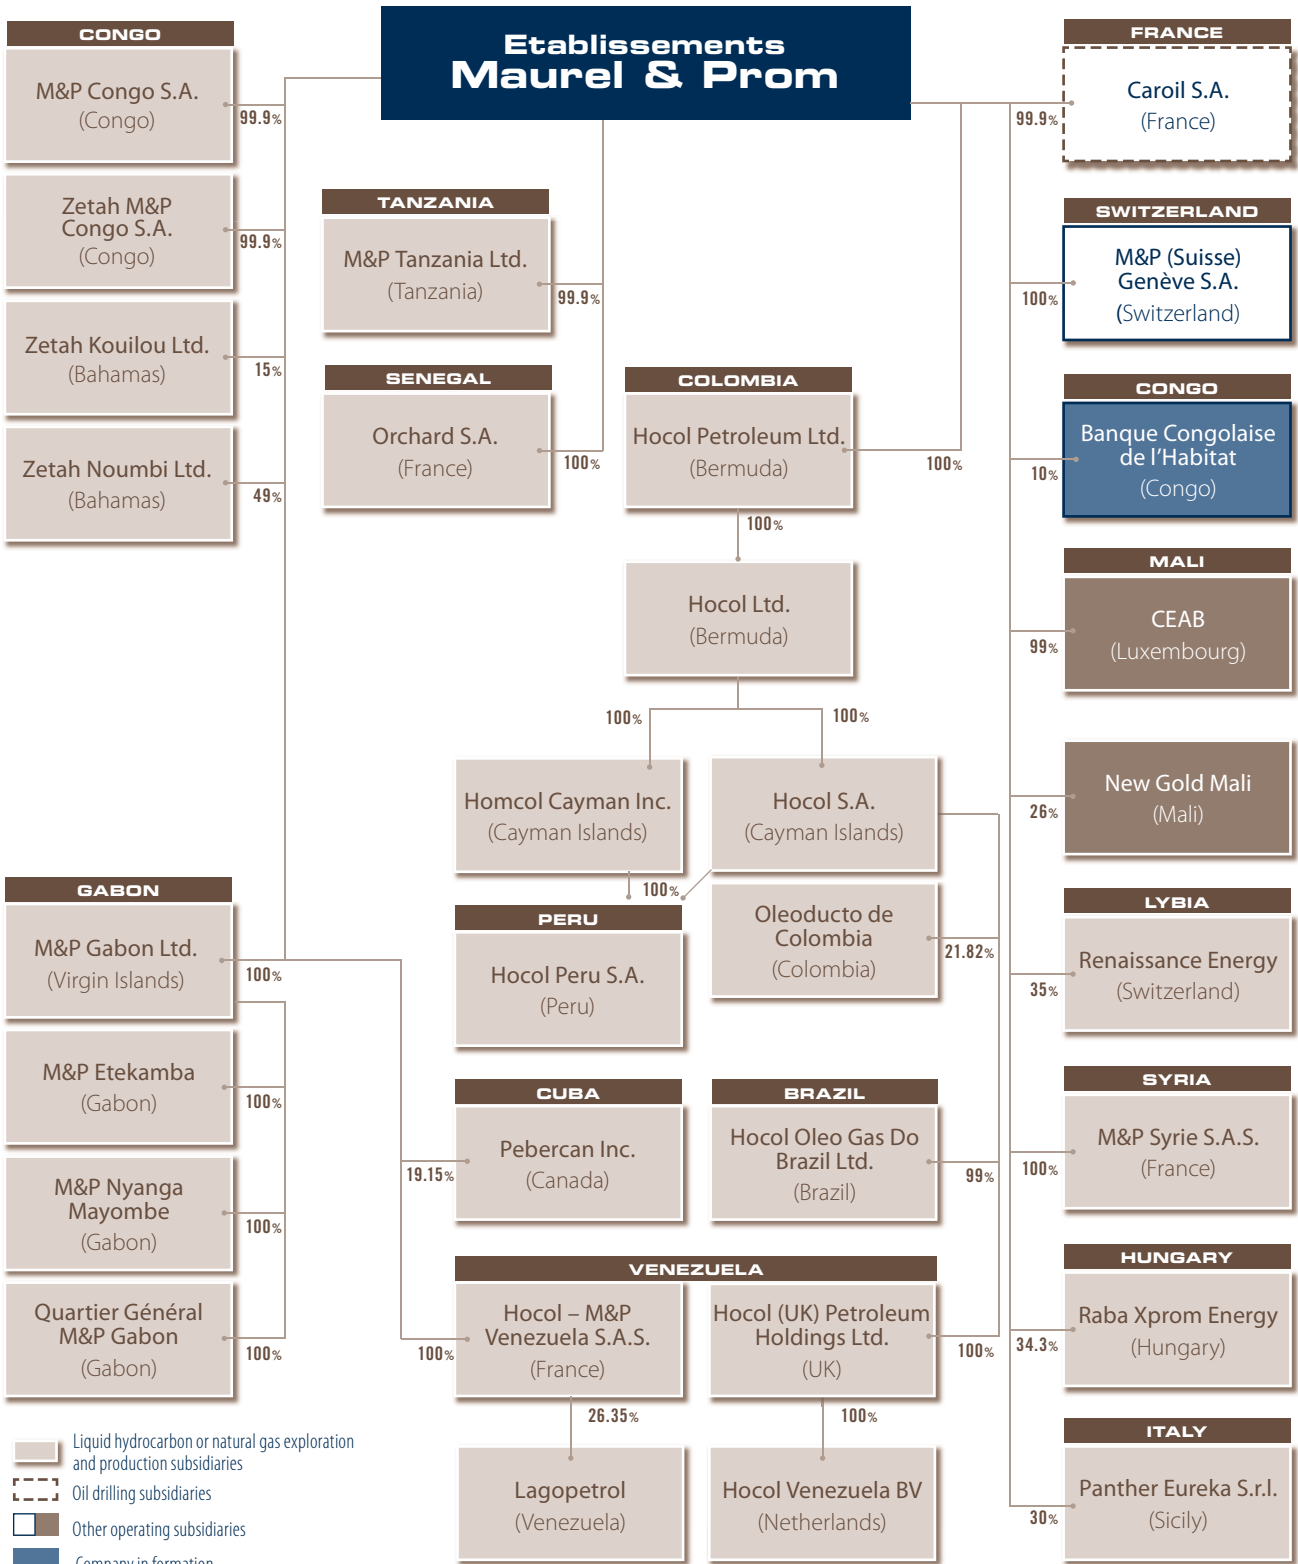 Etablissements
Maurel & Prom
CONGO
M&P Congo S.A.
(Congo)
99.9%
Zetah M&P
Congo S.A.
(Congo)
99.9%
Zetah Kouilou Ltd.
(Bahamas)
15%
Zetah Noumbi Ltd.
(Bahamas)
49%
TANZANIA
M&P Tanzania Ltd.
(Tanzania)
99.9%
SENEGAL
Orchard S.A.
(France)
100%
COLOMBIA
Hocol Petroleum Ltd.
(Bermuda)
100%
100%
Hocol Ltd.
(Bermuda)
100%
100%
Homcol Cayman Inc.
(Cayman Islands)
Hocol S.A.
(Cayman Islands)
100%
PERU
Hocol Peru S.A.
(Peru)
Oleoducto de
Colombia
(Colombia)
21.82%
GABON
M&P Gabon Ltd.
(Virgin Islands)
100%
M&P Etekamba
(Gabon)
100%
M&P Nyanga
Mayombe
(Gabon)
100%
Quartier Général
M&P Gabon
(Gabon)
100%
CUBA
Pebercan Inc.
(Canada)
19.15%
BRAZIL
Hocol Oleo Gas Do
Brazil Ltd.
(Brazil)
99%
VENEZUELA
Hocol – M&P
Venezuela S.A.S.
(France)
100%
Hocol (UK) Petroleum
Holdings Ltd.
(UK)
100%
26.35%
100%
Lagopetrol
(Venezuela)
Hocol Venezuela BV
(Netherlands)
FRANCE
Caroil S.A.
(France)
99.9%
SWITZERLAND
M&P (Suisse)
Genève S.A.
(Switzerland)
100%
CONGO
Banque Congolaise
de l'Habitat
(Congo)
10%
MALI
CEAB
(Luxembourg)
99%
New Gold Mali
(Mali)
26%
LYBIA
Renaissance Energy
(Switzerland)
35%
SYRIA
M&P Syrie S.A.S.
(France)
100%
HUNGARY
Raba Xprom Energy
(Hungary)
34.3%
ITALY
Panther Eureka S.r.l.
(Sicily)
30%
Liquid hydrocarbon or natural gas exploration
and production subsidiaries
Oil drilling subsidiaries
Other operating subsidiaries
Company in formation